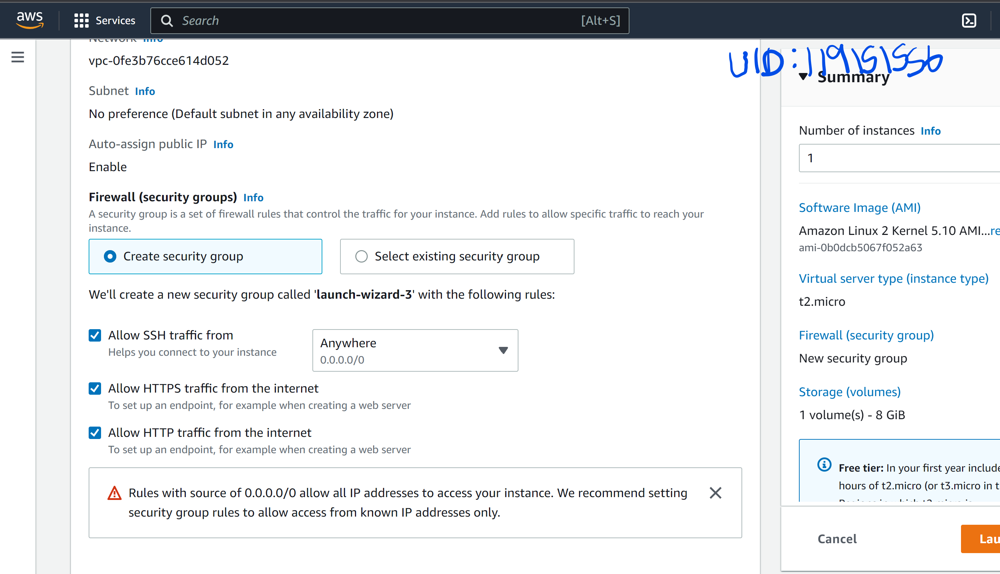 aws
Services
Search
[Alt+S]
Network Info
vpc-0fe3b76cce614d052
Subnet Info
No preference (Default subnet in any availability zone)
Auto-assign public IP Info
Enable
Firewall (security groups) Info
A security group is a set of firewall rules that control the traffic for your instance. Add rules to allow specific traffic to reach your
instance.
Create security group
Select existing security group
We'll create a new security group called 'launch-wizard-3' with the following rules:
Allow SSH traffic from
Helps you connect to your instance
Anywhere
0.0.0.0/0
Allow HTTPS traffic from the internet
To set up an endpoint, for example when creating a web server
Allow HTTP traffic from the internet
To set up an endpoint, for example when creating a web server
Rules with source of 0.0.0.0/0 allow all IP addresses to access your instance. We recommend setting
security group rules to allow access from known IP addresses only.
UID:119151556
Summary
Number of instances Info
1
Software Image (AMI)
Amazon Linux 2 Kernel 5.10 AMI...re
ami-0b0dcb5067f052a63
Virtual server type (instance type)
t2.micro
Firewall (security group)
New security group
Storage (volumes)
1 volume(s) - 8 GiB
Free tier: In your first year include
hours of t2.micro (or t3.micro in t
Cancel
Lau